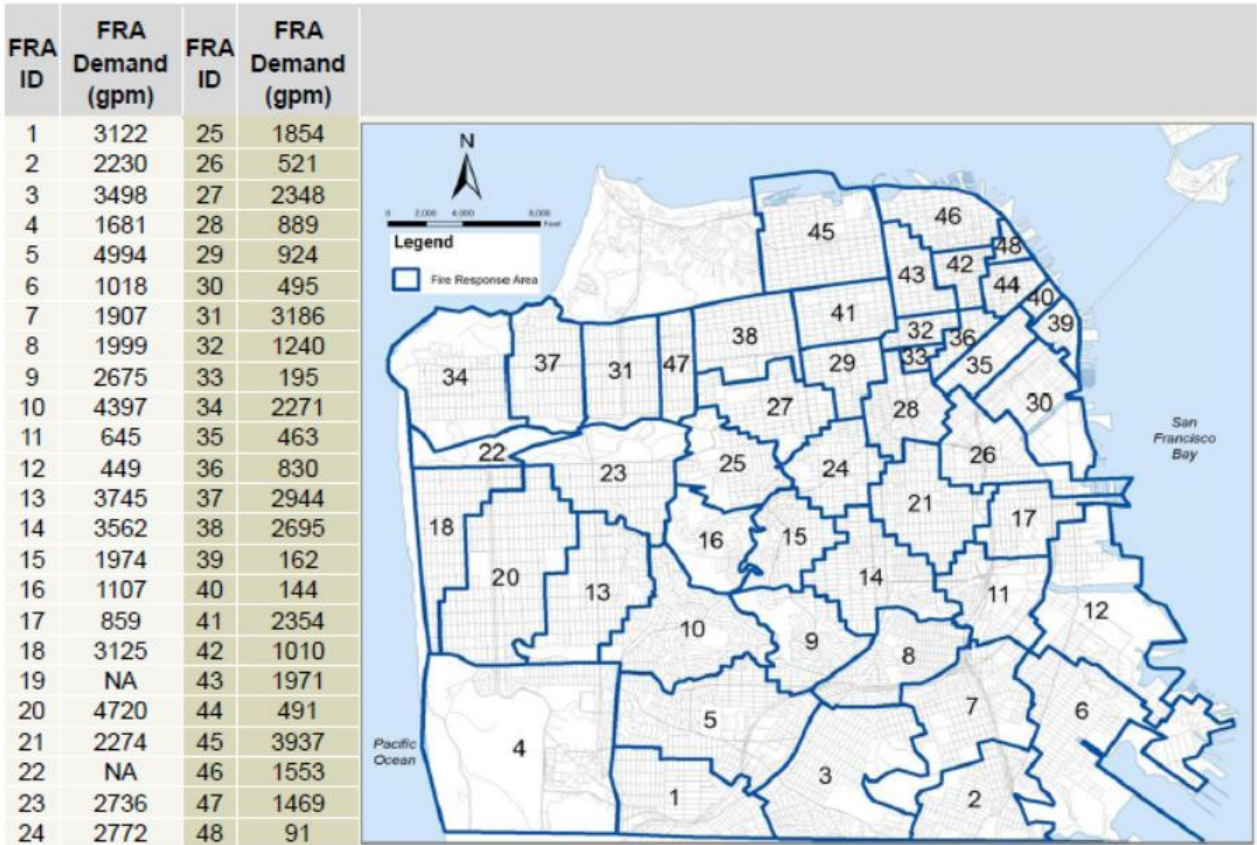 FRA ID FRA Demand (gpm) FRA ID FRA Demand (gpm)
1 3122 25 1854
2 2230 26 521
3 3498 27 2348
4 1681 28 889
5 4994 29 924
6 1018 30 495
7 1907 31 3186
8 1999 32 1240
9 2675 33 195
10 4397 34 2271
11 645 35 463
12 449 36 830
13 3745 37 2944
14 3562 38 2695
15 1974 39 162
16 1107 40 144
17 859 41 2354
18 3125 42 1010
19 NA 43 1971
20 4720 44 491
21 2274 45 3937
22 NA 46 1553
23 2736 47 1469
24 2772 48 91
N
0 2,000 4,000 8,000
Feet
Legend
Fire Response Area
45
46
48
43
42
44
40
39
41
32
36
38
33
35
29
34
37
31
47
27
28
30
San
Francisco
Bay
22
23
25
24
26
18
21
17
16
15
20
13
14
11
12
10
9
8
7
6
5
Pacific
Ocean
4
3
1
2